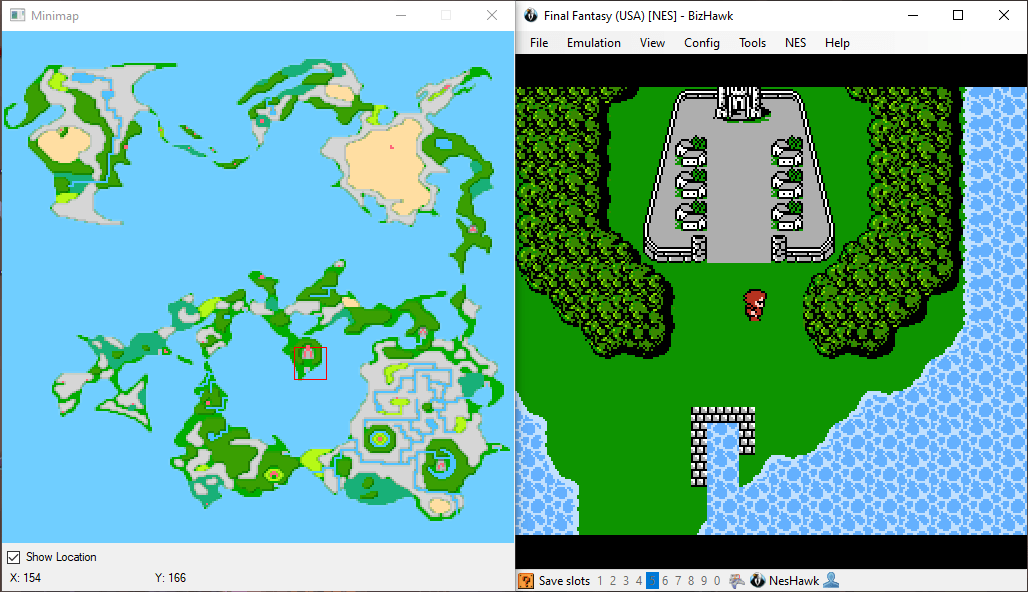 Minimap
Final Fantasy (USA) [NES] - BizHawk
File Emulation View Config Tools NES Help
Show Location
X: 154 Y: 166
Save slots 1 2 3 4 5 6 7 8 9 0 NesHawk